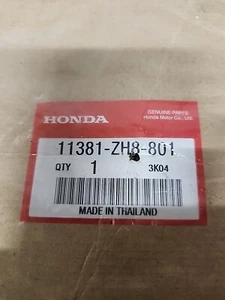 HONDA
GENUINE PARTS
Honda Motor Co., Ltd.
11381-ZH8-801
QTY 1 3K04
MADE IN THAILAND